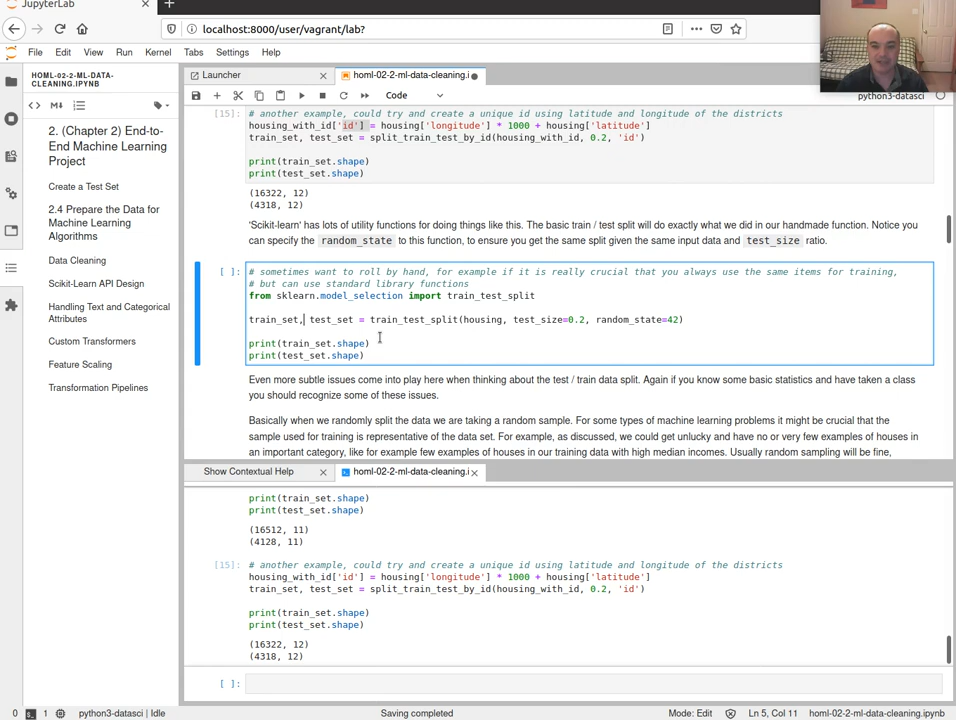 JupyterLab
localhost:8000/user/vagrant/lab?
File Edit View Run Kernel Tabs Settings Help
HOML-02-2-ML-DATA-
CLEANING.IPYNB
2. (Chapter 2) End-to-
End Machine Learning
Project
Create a Test Set
2.4 Prepare the Data for
Machine Learning
Algorithms
Data Cleaning
Scikit-learn API Design
Handling Text and Categorical
Attributes
Custom Transformers
Feature Scaling
Transformation Pipelines
Launcher
homl-02-2-ml-data-cleaning.i
Code
python3-datasci
[15]: # another example, could try and create a unique id using latitude and longitude of the districts
housing_with_id['id'] = housing['longitude'] * 1000 + housing['latitude']
train_set, test_set = split_train_test_by_id(housing_with_id, 0.2, 'id')
print(train_set.shape)
print(test_set.shape)
(16322, 12)
(4318, 12)
'Scikit-learn' has lots of utility functions for doing things like this. The basic train / test split will do exactly what we did in our handmade function. Notice you
can specify the random_state to this function, to ensure you get the same split given the same input data and test_size ratio.
[ ]: # sometimes want to roll by hand, for example if it is really crucial that you always use the same items for training,
# but can use standard library functions
from sklearn.model_selection import train_test_split
train_set, test_set = train_test_split(housing, test_size=0.2, random_state=42)
print(train_set.shape)
print(test_set.shape)
Even more subtle issues come into play here when thinking about the test / train data split. Again if you know some basic statistics and have taken a class
you should recognize some of these issues.
Basically when we randomly split the data we are taking a random sample. For some types of machine learning problems it might be crucial that the
sample used for training is representative of the data set. For example, as discussed, we could get unlucky and have no or very few examples of houses in
an important category, like for example few examples of houses in our training data with high median incomes. Usually random sampling will be fine,
Show Contextual Help
homl-02-2-ml-data-cleaning.i
print(train_set.shape)
print(test_set.shape)
(16512, 11)
(4128, 11)
[15]: # another example, could try and create a unique id using latitude and longitude of the districts
housing_with_id['id'] = housing['longitude'] * 1000 + housing['latitude']
train_set, test_set = split_train_test_by_id(housing_with_id, 0.2, 'id')
print(train_set.shape)
print(test_set.shape)
(16322, 12)
(4318, 12)
[ ]:
0 1 python3-datasci | Idle Saving completed Mode: Edit Ln 5, Col 11 homl-02-2-ml-data-cleaning.ipynb